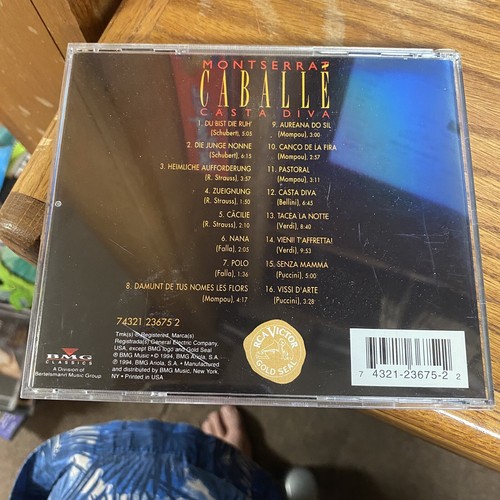 MONTSERRAT
CABALLÉ
CASTA DIVA
1. DU BIST DIE RUH'
(Schubert), 5:05
2. DIE JUNGE NONNE
(Schubert), 6:15
3. HEIMLICHE AUFFORDERUNG
(R. Strauss), 3:11
4. ZUEIGNUNG
(R. Strauss), 1:50
5. CÄCILIE
(R. Strauss), 2:10
6. NANA
(Falla), 2:05
7. POLO
(Falla), 1:36
8. DAMUNT DE TUS NOMES LES FLORS
(Mompou), 4:17
9. AUREANA DO SIL
(Mompou), 3:00
10. CANÇO DE LA FIRA
(Mompou), 2:57
11. PASTORAL
(Mompou), 3:11
12. CASTA DIVA
(Bellini), 6:45
13. TACEA LA NOTTE
(Verdi), 8:40
14. VIENI! T'AFFRETTA!
(Verdi), 9:48
15. SENZA MAMMA
(Puccini), 5:00
16. VISSI D'ARTE
(Puccini), 3:28
74321 23675 2
Tmk(s) ® Registered, Marca(s)
Registrada(s) General Electric Company,
USA, except BMG logo and Gold Seal
® BMG Music • © 1994, BMG Ariola, S.A.
℗ 1994, BMG Ariola, S.A. • Manufactured
and distributed by BMG Music, New York,
NY • Printed in USA
BMG
CLASSICS
A Division of
Bertelsmann Music Group
RCA VICTOR
GOLD SEAL
7 4321-23675-2 2